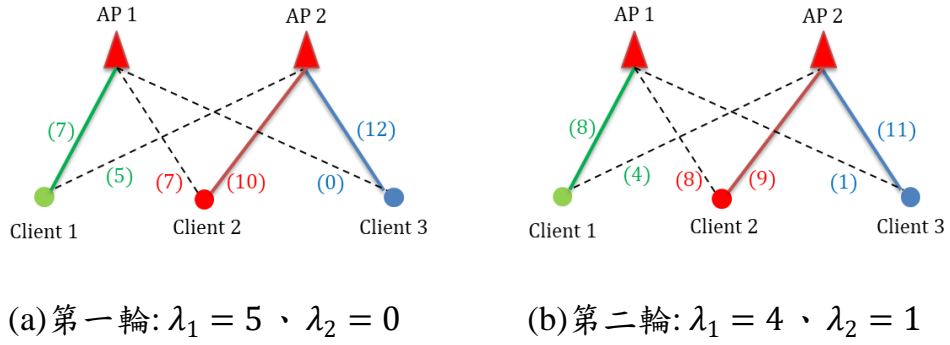 AP 1 AP 2 AP 1 AP 2
(7) (12) (8) (11)
(5) (7) (10) (0) (4) (8) (9) (1)
Client 1 Client 2 Client 3 Client 1 Client 2 Client 3
(a)第一輪: λ₁ = 5 、 λ₂ = 0 (b)第二輪: λ₁ = 4 、 λ₂ = 1